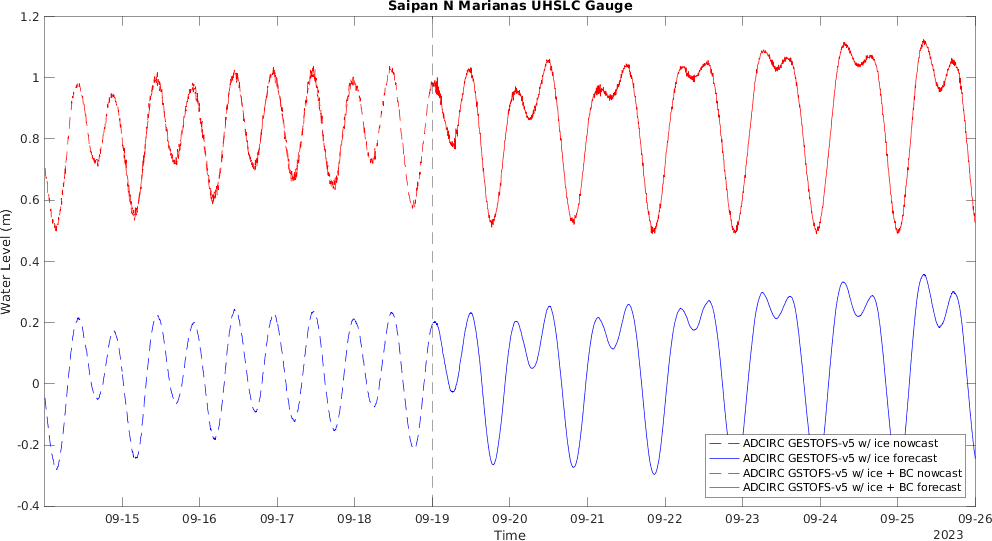 Saipan N Marianas UHSLC Gauge
1.2
1
0.8
0.6
0.4
0.2
0
-0.2
-0.4
Water Level (m)
ADCIRC GESTOFS-v5 w/ ice nowcast
ADCIRC GESTOFS-v5 w/ ice forecast
ADCIRC GSTOFS-v5 w/ ice + BC nowcast
ADCIRC GSTOFS-v5 w/ ice + BC forecast
09-15 09-16 09-17 09-18 09-19 09-20 09-21 09-22 09-23 09-24 09-25 09-26
Time
2023